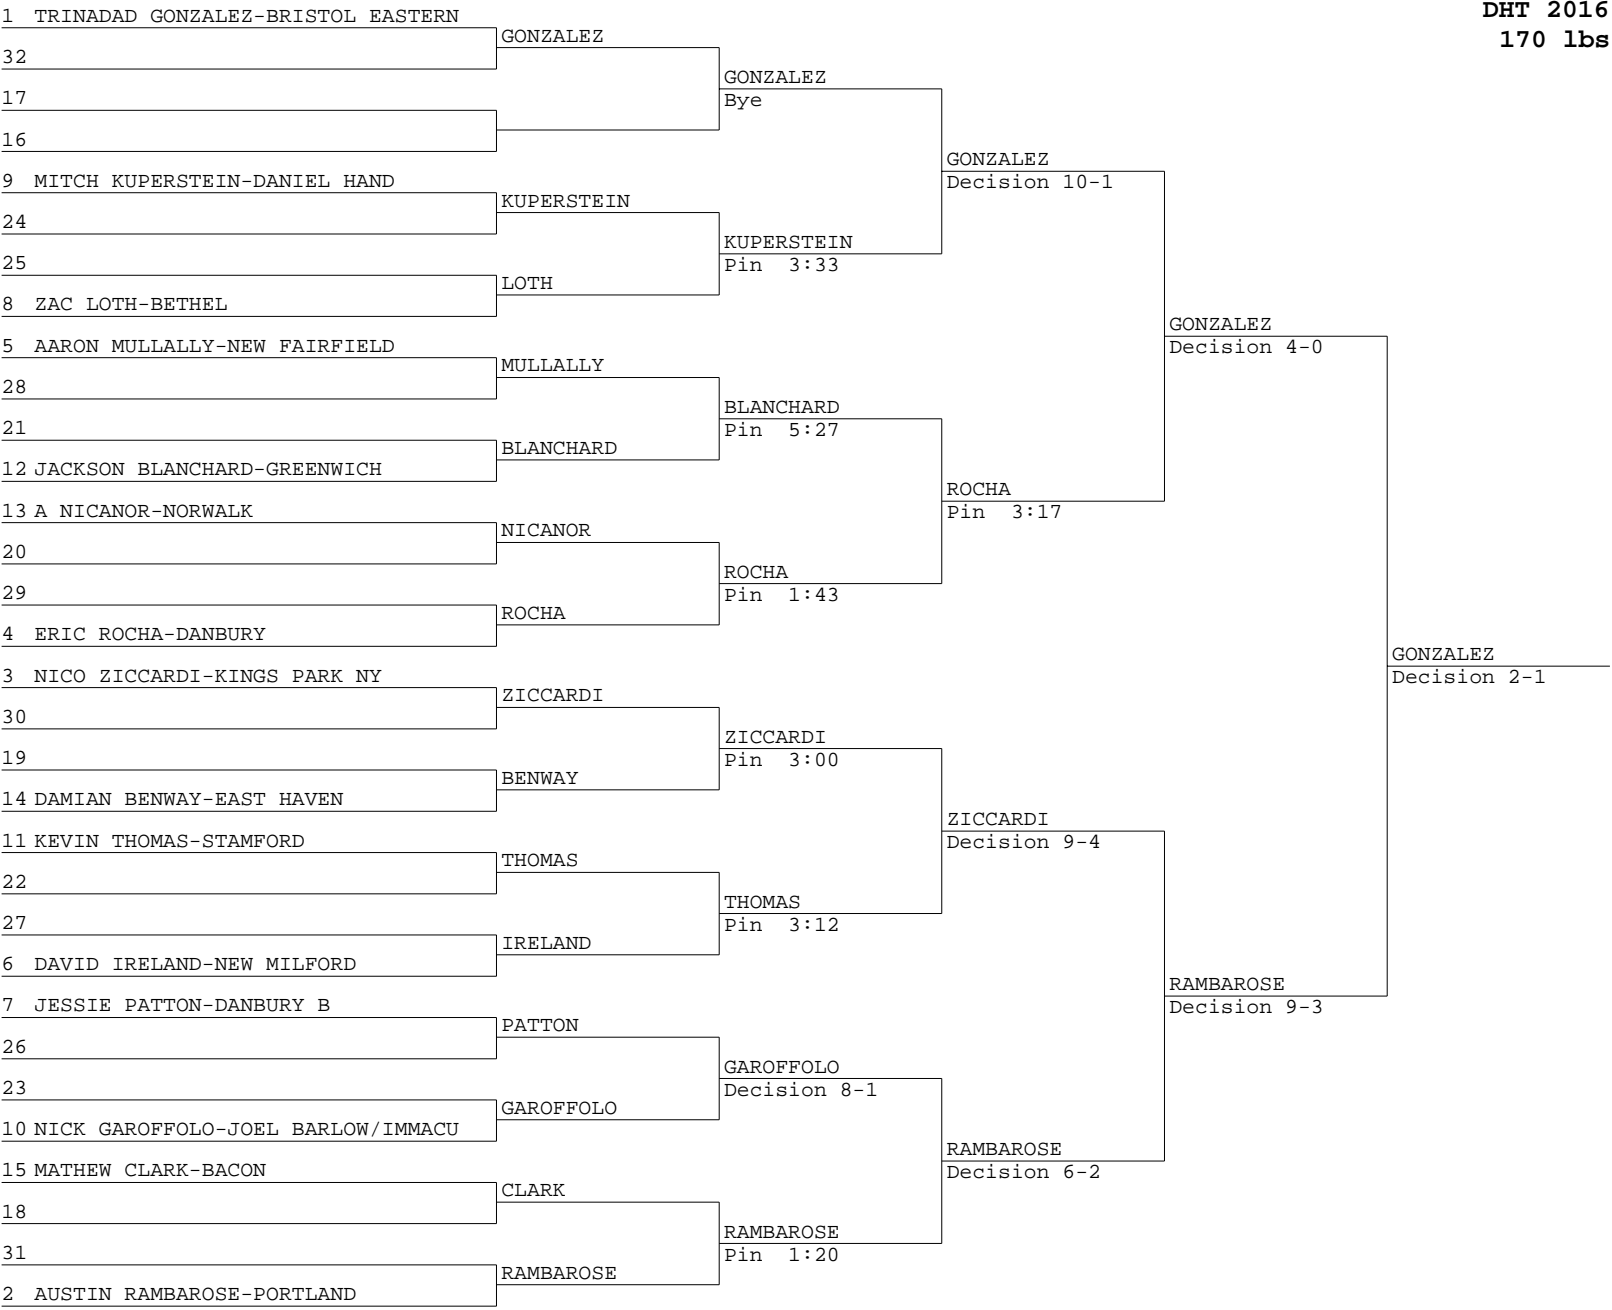 DHT 2016
170 lbs
1 TRINADAD GONZALEZ-BRISTOL EASTERN
GONZALEZ
32
GONZALEZ
17
Bye
16
GONZALEZ
9 MITCH KUPERSTEIN-DANIEL HAND
Decision 10-1
KUPERSTEIN
24
KUPERSTEIN
25
Pin 3:33
LOTH
8 ZAC LOTH-BETHEL
GONZALEZ
5 AARON MULLALLY-NEW FAIRFIELD
Decision 4-0
MULLALLY
28
BLANCHARD
21
Pin 5:27
BLANCHARD
12 JACKSON BLANCHARD-GREENWICH
ROCHA
13 A NICANOR-NORWALK
Pin 3:17
NICANOR
20
ROCHA
29
Pin 1:43
ROCHA
4 ERIC ROCHA-DANBURY
GONZALEZ
3 NICO ZICCARDI-KINGS PARK NY
Decision 2-1
ZICCARDI
30
ZICCARDI
19
Pin 3:00
BENWAY
14 DAMIAN BENWAY-EAST HAVEN
ZICCARDI
11 KEVIN THOMAS-STAMFORD
Decision 9-4
THOMAS
22
THOMAS
27
Pin 3:12
IRELAND
6 DAVID IRELAND-NEW MILFORD
RAMBAROSE
7 JESSIE PATTON-DANBURY B
Decision 9-3
PATTON
26
GAROFFOLO
23
Decision 8-1
GAROFFOLO
10 NICK GAROFFOLO-JOEL BARLOW/IMMACU
RAMBAROSE
15 MATHEW CLARK-BACON
Decision 6-2
CLARK
18
RAMBAROSE
31
Pin 1:20
RAMBAROSE
2 AUSTIN RAMBAROSE-PORTLAND